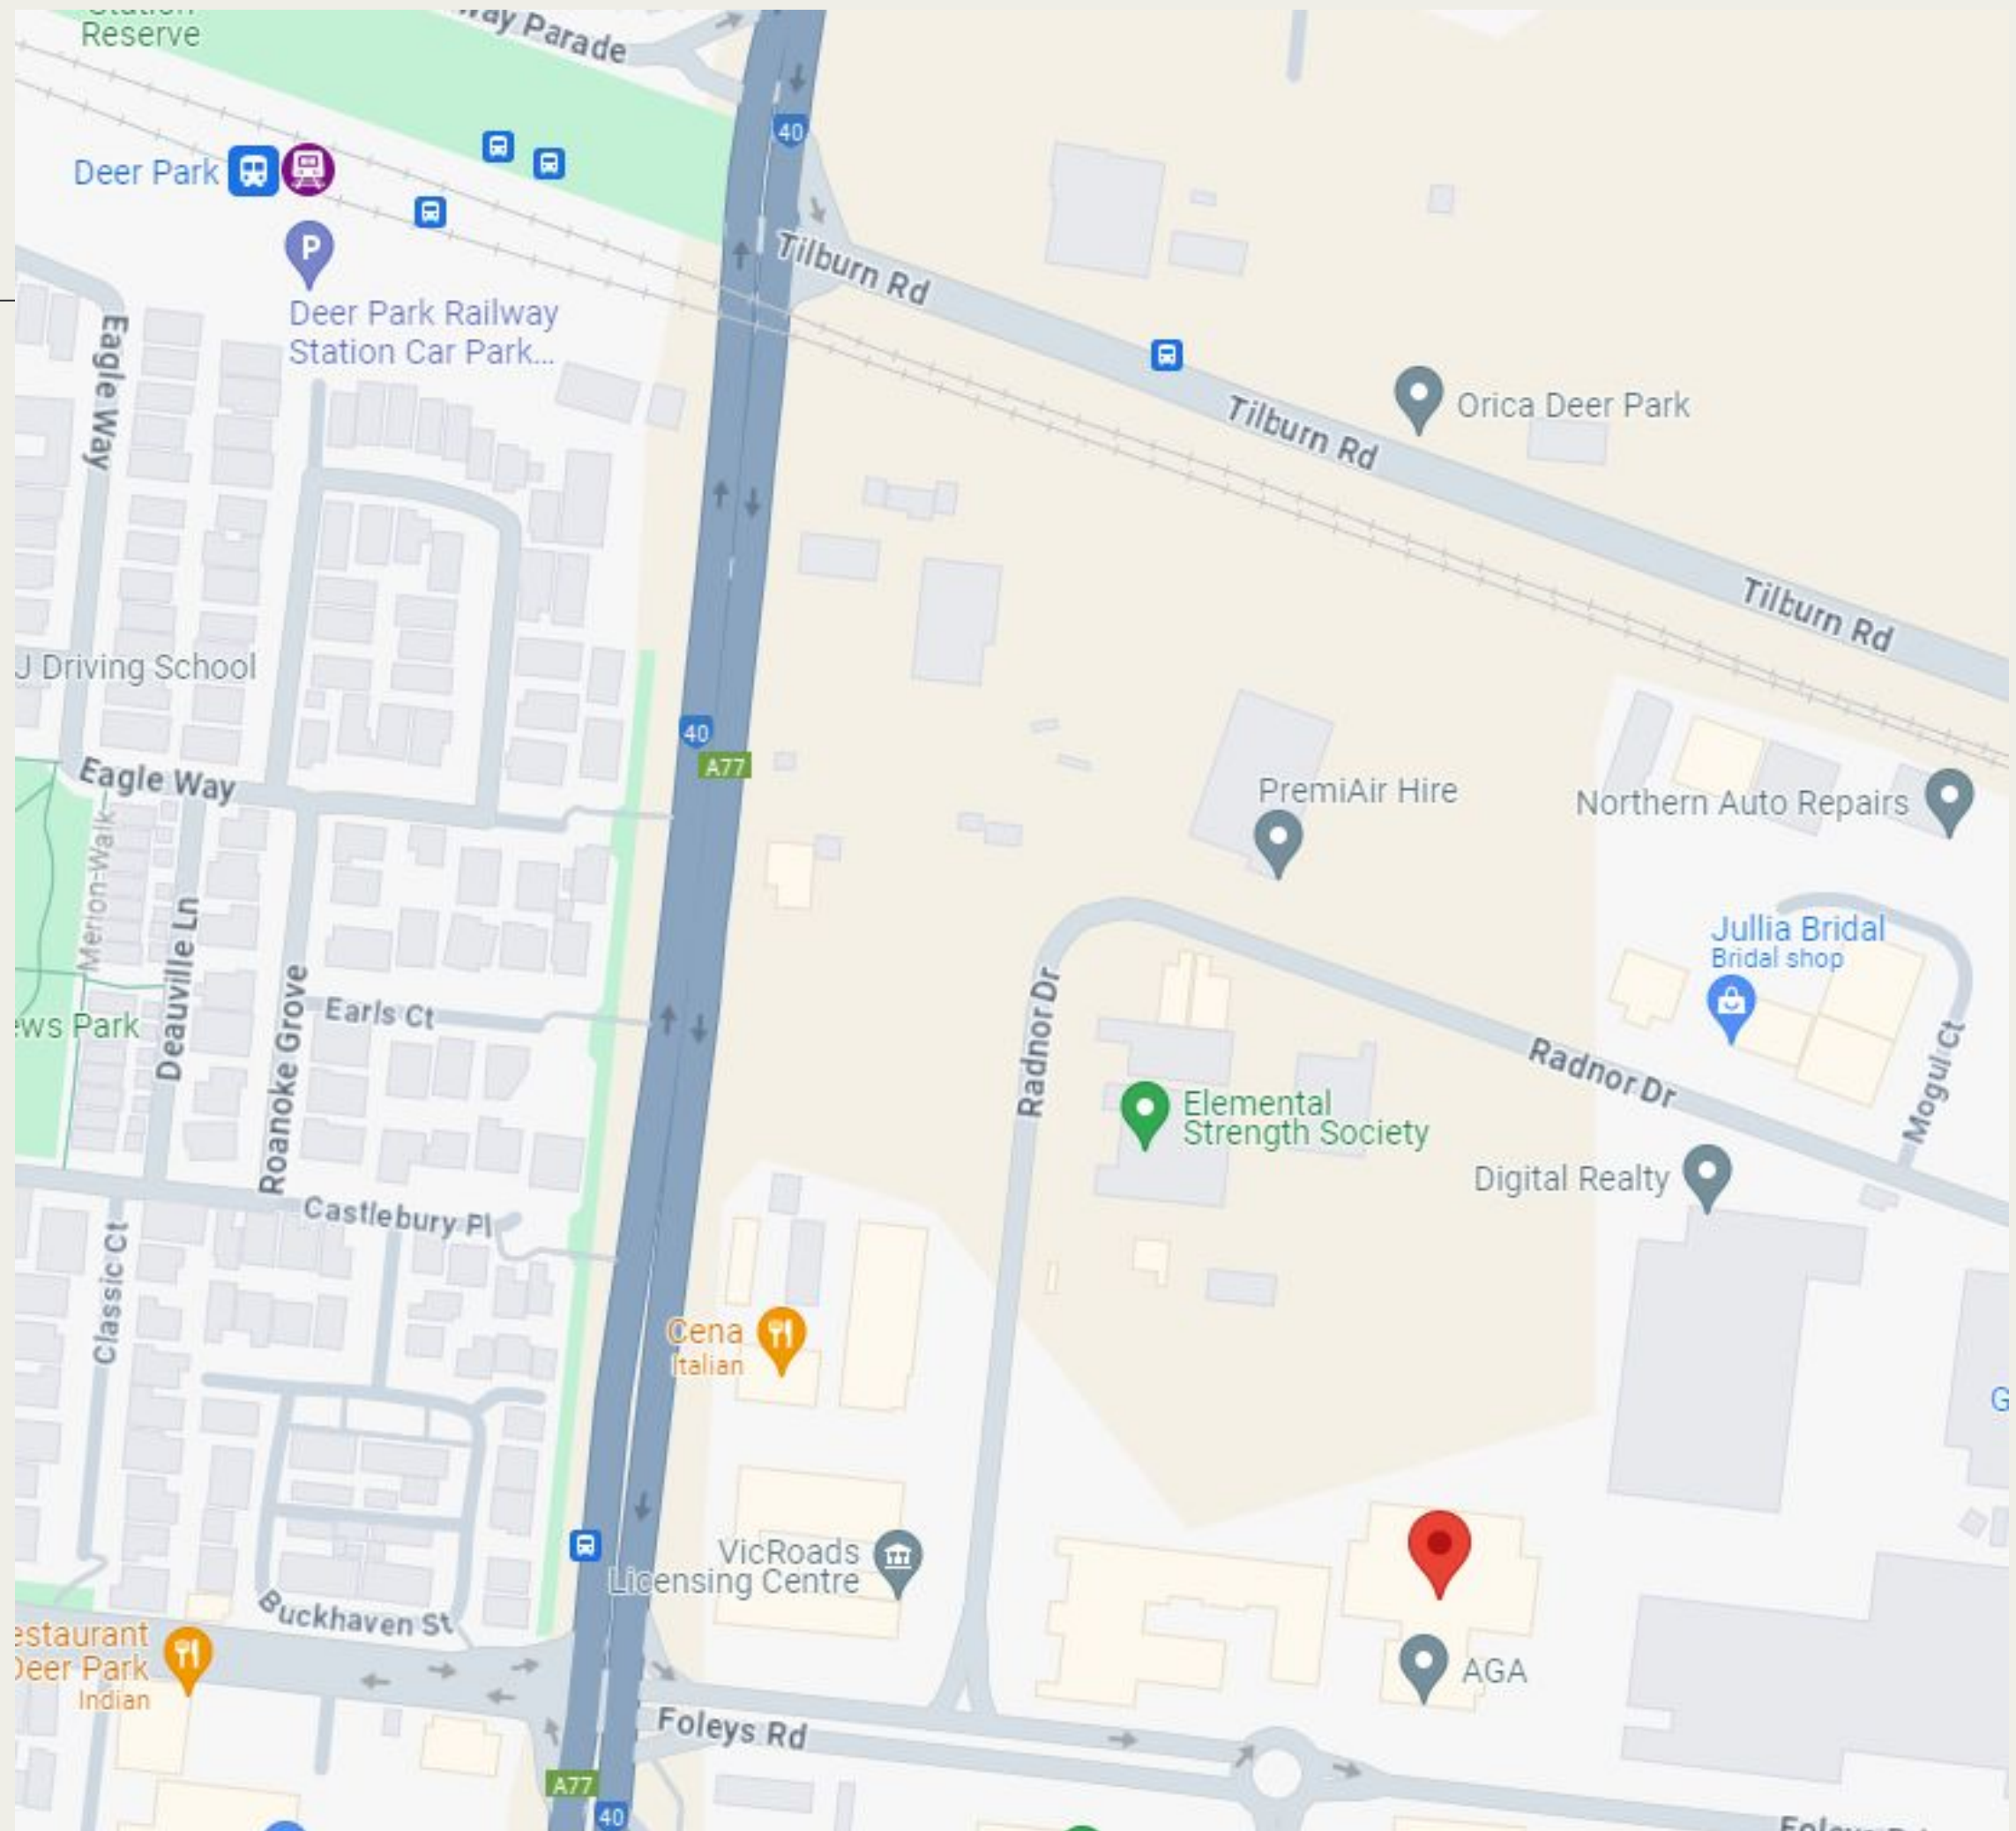 Station
Reserve
way Parade
40
Deer Park
P
Tilburn Rd
Deer Park Railway
Station Car Park...
Eagle Way
Tilburn Rd
Orica Deer Park
Tilburn Rd
J Driving School
40
A77
Eagle Way
PremiAir Hire
Northern Auto Repairs
Merion Walk
Deauville Ln
Jullia Bridal
Bridal shop
Roanoke Grove
Earls Ct
ews Park
Radnor Dr
Radnor Dr
Mogul Ct
Elemental
Strength Society
Digital Realty
Castlebury Pl
Classic Ct
Cena
Italian
G
VicRoads
Licensing Centre
Buckhaven St
estaurant
Deer Park
Indian
AGA
Foleys Rd
A77
40